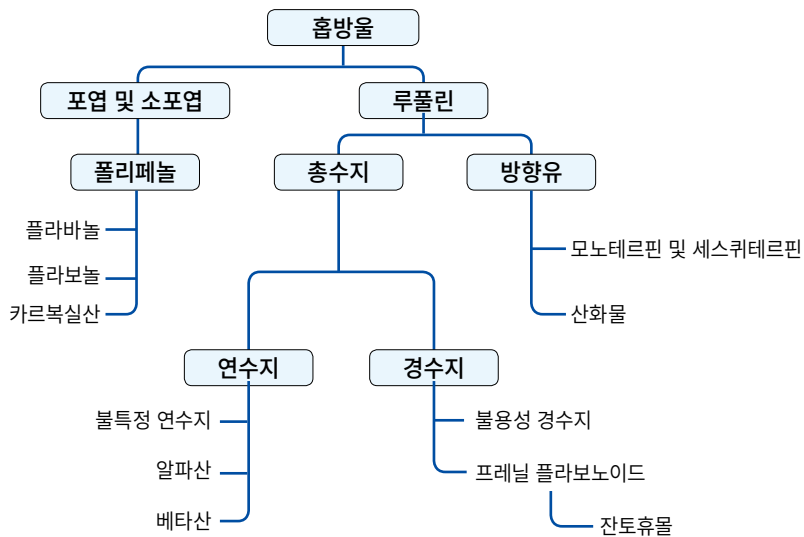 홉방울
포엽 및 소포엽
루풀린
폴리페놀
총수지
방향유
플라바놀
모노테르핀 및 세스퀴테르핀
플라보놀
카르복실산
산화물
연수지
경수지
불특정 연수지
불용성 경수지
알파산
프레닐 플라보노이드
베타산
잔토휴몰